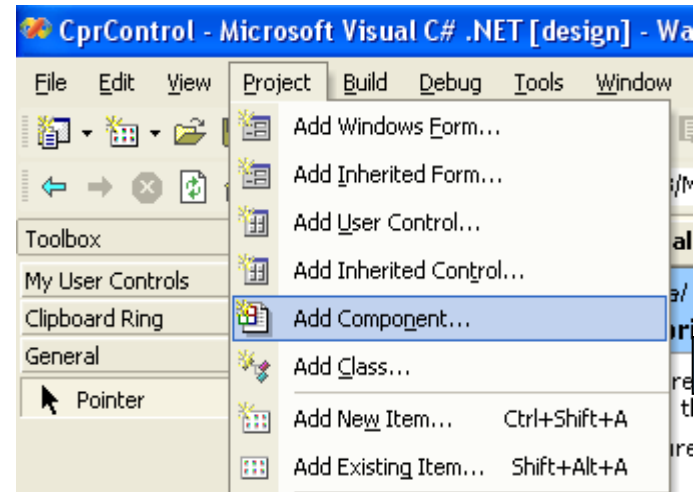 CprControl - Microsoft Visual C# .NET [design] - Wa
File Edit View Project Build Debug Tools Window
Add Windows Form...
Add Inherited Form...
Toolbox
Add User Control...
al
My User Controls
Add Inherited Control...
Clipboard Ring
Add Component...
General
Add Class...
Pointer
Add New Item... Ctrl+Shift+A
Add Existing Item... Shift+Alt+A